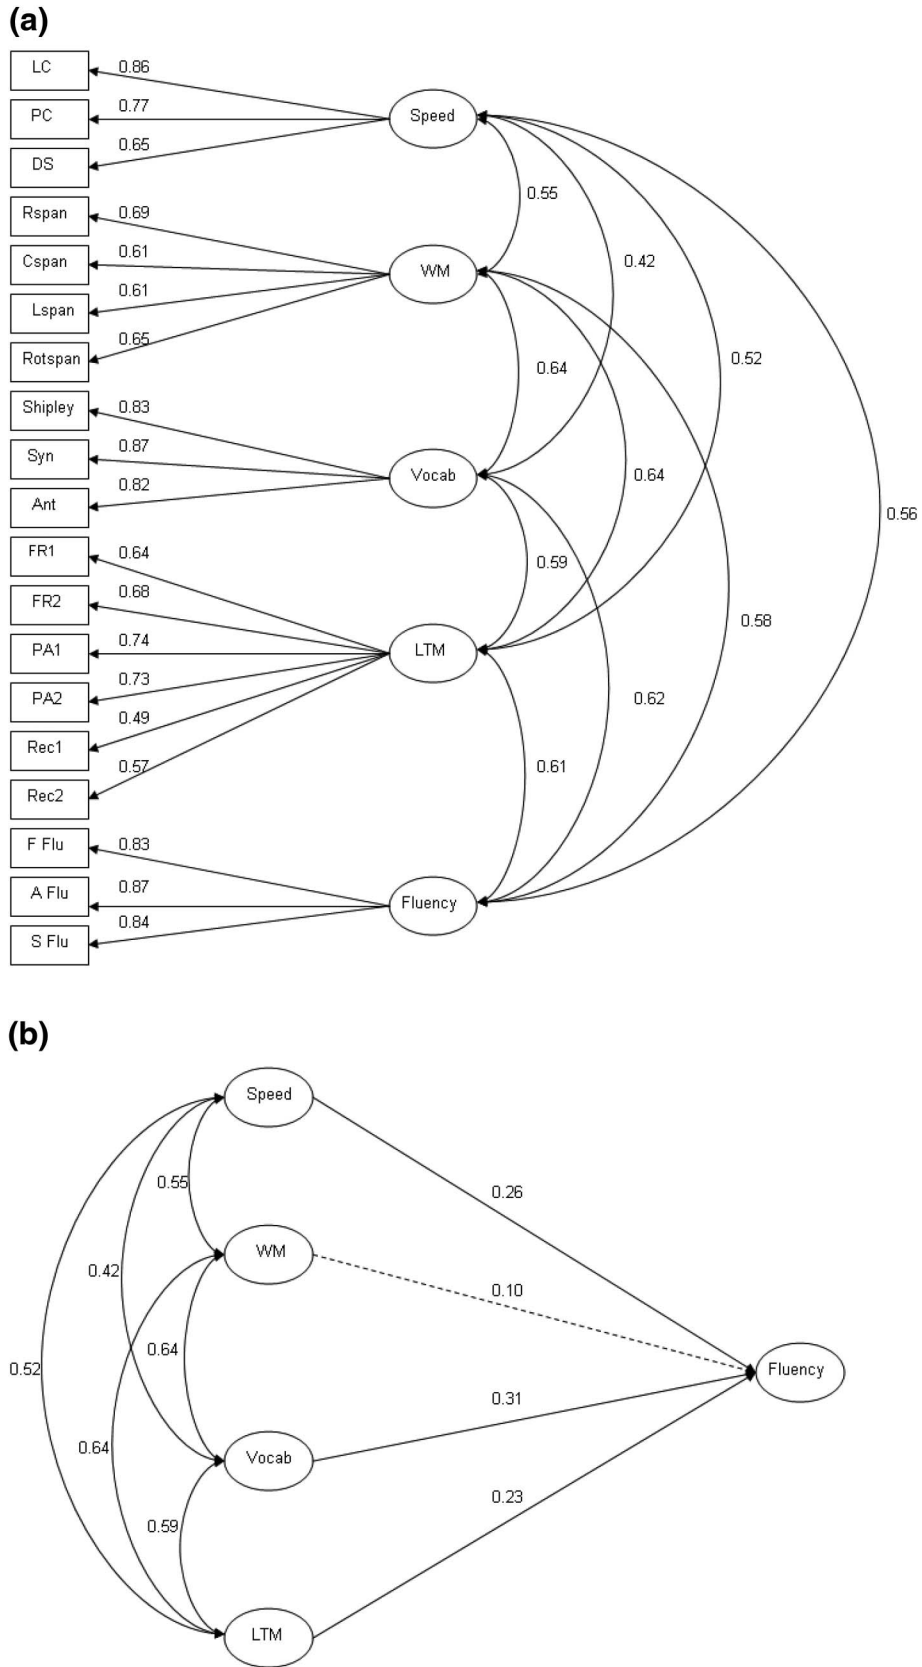 (a)
LC
0.86
PC
0.77
Speed
DS
0.65
Rspan
0.69
0.55
Cspan
0.61
WM
0.42
Lspan
0.61
Rotspan
0.65
0.52
0.64
Shipley
0.83
Syn
0.87
Vocab
0.64
Ant
0.82
0.56
FR1
0.64
0.59
FR2
0.68
0.58
PA1
0.74
LTM
PA2
0.73
0.62
Rec1
0.49
Rec2
0.57
0.61
F Flu
0.83
A Flu
0.87
Fluency
S Flu
0.84
(b)
Speed
0.55
0.26
WM
0.42
0.10
0.64
0.52
Fluency
0.31
0.64
Vocab
0.23
0.59
LTM